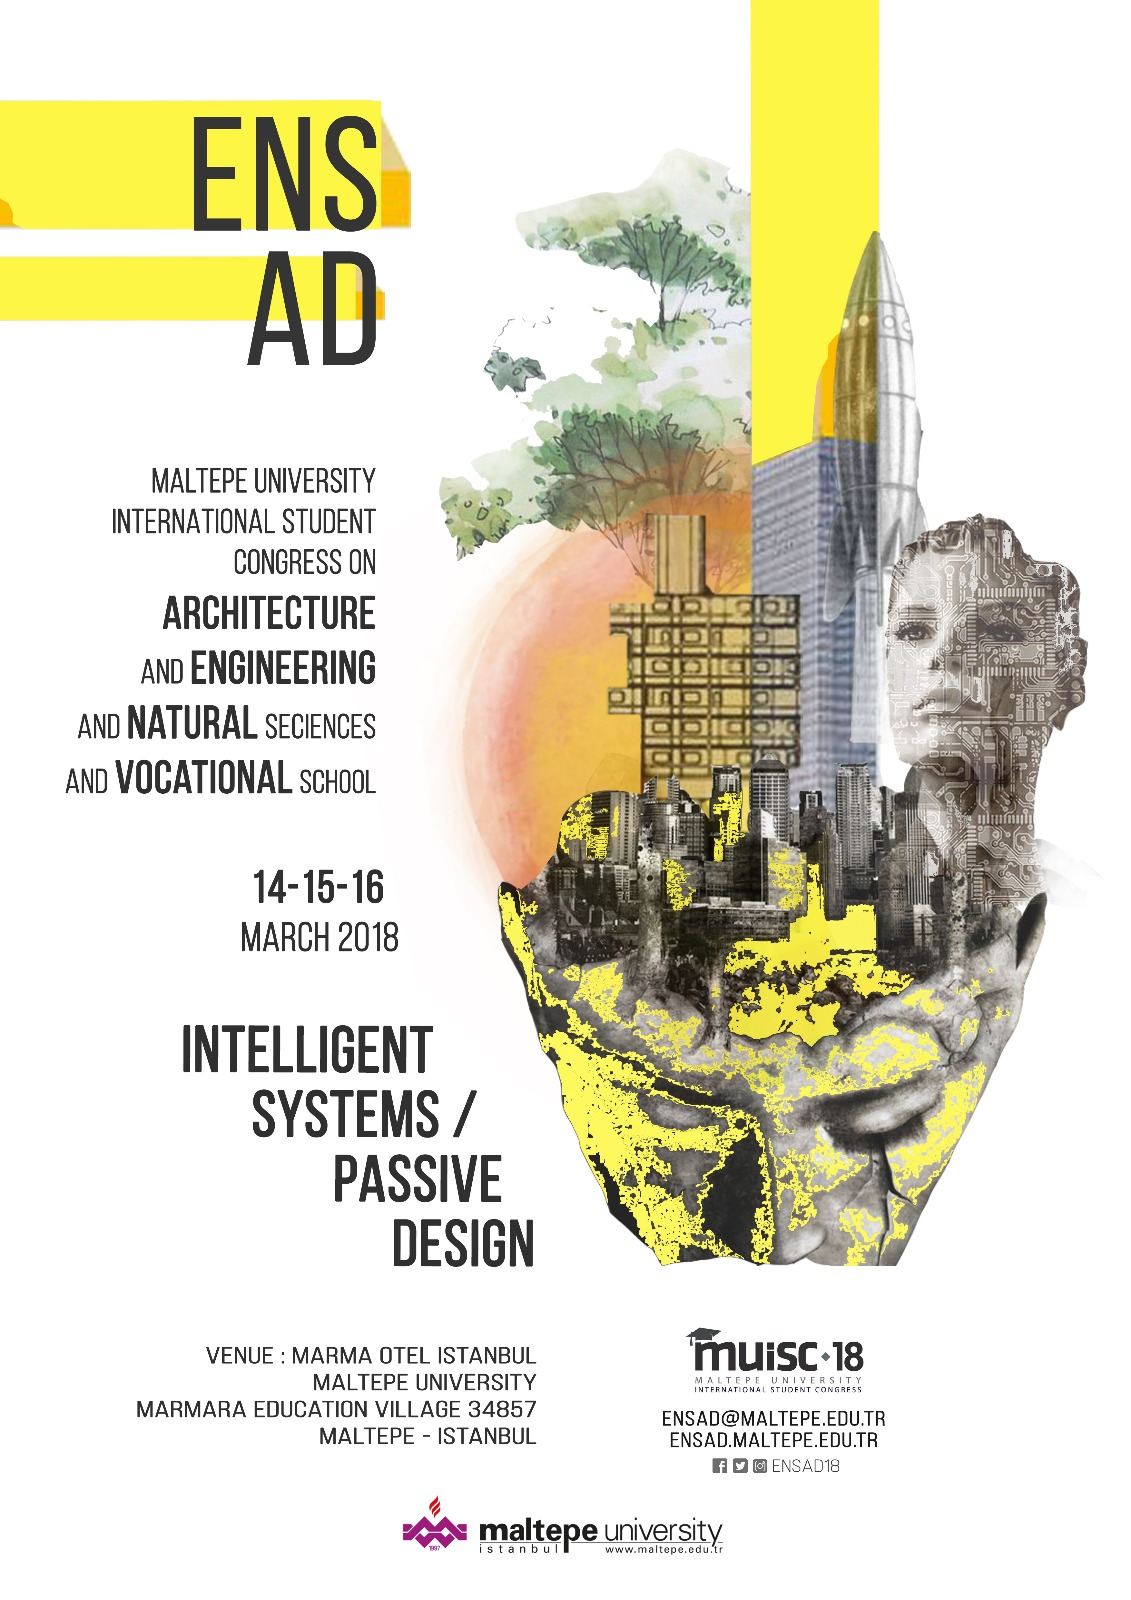 ENS
AD
MALTEPE UNIVERSITY
INTERNATIONAL STUDENT
CONGRESS ON
ARCHITECTURE
AND ENGINEERING
AND NATURAL SECIENCES
AND VOCATIONAL SCHOOL
14-15-16
MARCH 2018
INTELLIGENT
SYSTEMS /
PASSIVE
DESIGN
VENUE : MARMA OTEL ISTANBUL
MALTEPE UNIVERSITY
MARMARA EDUCATION VILLAGE 34857
MALTEPE - ISTANBUL
muisc·18
MALTEPE UNIVERSITY
INTERNATIONAL STUDENT CONGRESS
ENSAD@MALTEPE.EDU.TR
ENSAD.MALTEPE.EDU.TR
ENSAD18
1997
maltepe university
istanbul www.maltepe.edu.tr